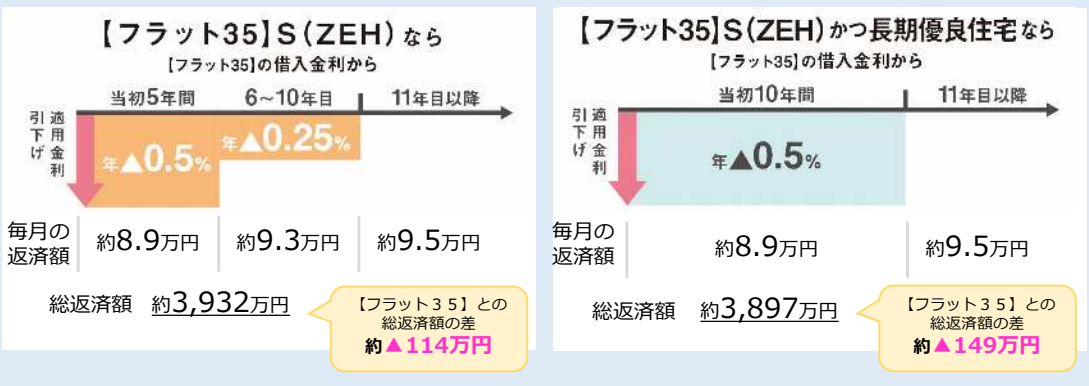 【フラット35】S(ZEH)なら
【フラット35】の借入金利から
当初5年間
6～10年目
11年目以降
適用金利
引下げ
年▲0.5%
年▲0.25%
毎月の
返済額
約8.9万円
約9.3万円
約9.5万円
総返済額 約3,932万円
【フラット３５】との
総返済額の差
約▲114万円
【フラット35】S(ZEH)かつ長期優良住宅なら
【フラット35】の借入金利から
当初10年間
11年目以降
適用金利
引下げ
年▲0.5%
毎月の
返済額
約8.9万円
約9.5万円
総返済額 約3,897万円
【フラット３５】との
総返済額の差
約▲149万円